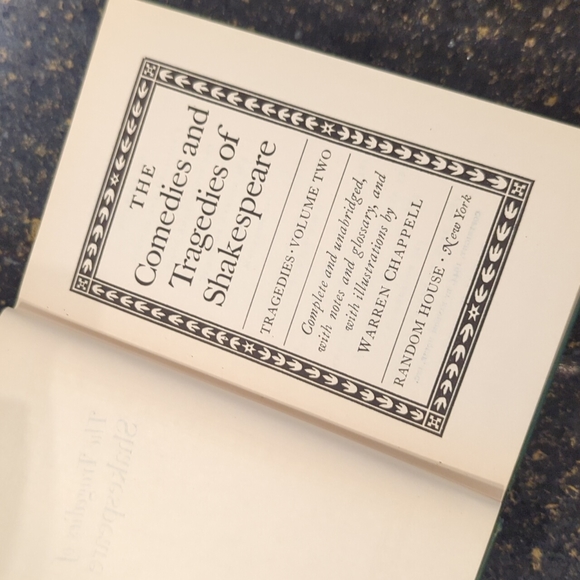 THE
Comedies and
Tragedies of
Shakespeare
TRAGEDIES · VOLUME TWO
Complete and unabridged,
with notes and glossary, and
with illustrations by
WARREN CHAPPELL
RANDOM HOUSE · New York
Shakespeare